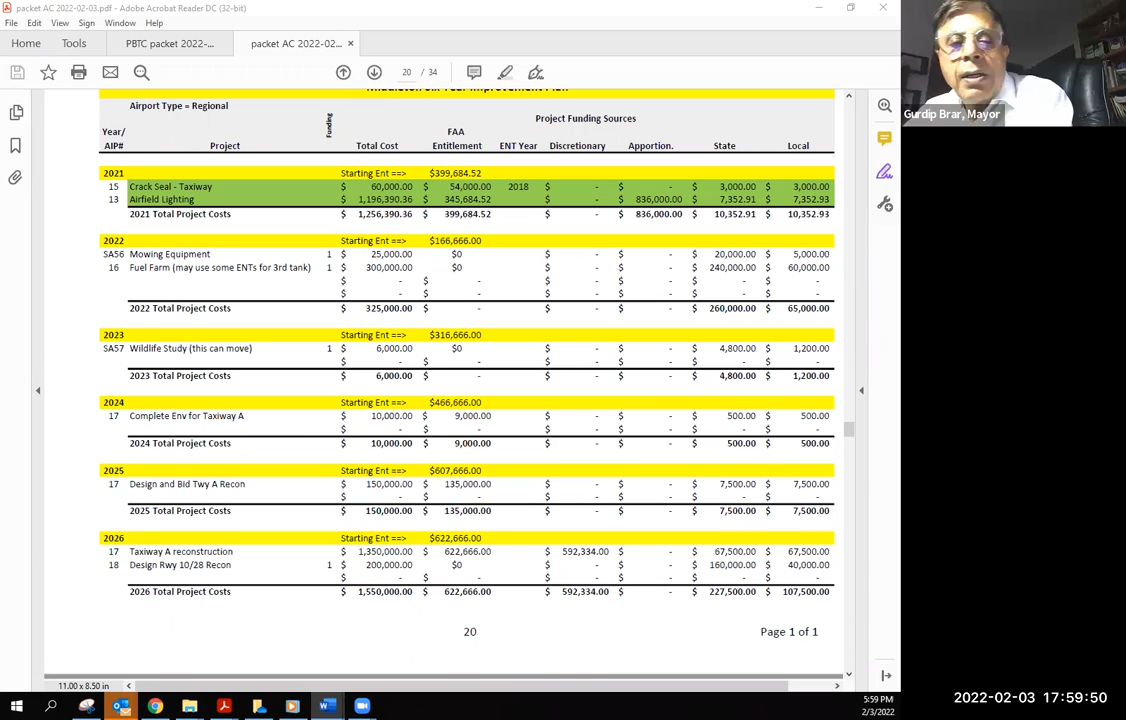 packet AC 2022-02-03.pdf - Adobe Acrobat Reader DC (32-bit)
File Edit View Sign Window Help
Home Tools PBTC packet 2022-... packet AC 2022-02... ×
20 / 34
Middleton Six Year Improvement Plan
Airport Type = Regional
Funding
Project Funding Sources
Year/ FAA
AIP# Project Total Cost Entitlement ENT Year Discretionary Apportion. State Local
2021 Starting Ent ==> $399,684.52
15 Crack Seal - Taxiway $ 60,000.00 $ 54,000.00 2018 $ - $ - $ 3,000.00 $ 3,000.00
13 Airfield Lighting $ 1,196,390.36 345,684.52 $ - 836,000.00 $ 7,352.91 $ 7,352.93
2021 Total Project Costs $ 1,256,390.36 $ 399,684.52 $ - $ 836,000.00 $ 10,352.91 $ 10,352.93
2022 Starting Ent ==> $166,666.00
SA56 Mowing Equipment 1 $ 25,000.00 $0 $ - $ - $ 20,000.00 $ 5,000.00
16 Fuel Farm (may use some ENTs for 3rd tank) 1 $ 300,000.00 $0 $ - $ - $ 240,000.00 $ 60,000.00
$ - $ - $ - $ - $ - $ -
$ - $ - $ - $ - $ - $ -
2022 Total Project Costs $ 325,000.00 $ - $ - $ - $ 260,000.00 $ 65,000.00
2023 Starting Ent ==> $316,666.00
SA57 Wildlife Study (this can move) 1 $ 6,000.00 $0 $ - $ - $ 4,800.00 $ 1,200.00
$ - $ - $ - $ - $ - $ -
2023 Total Project Costs $ 6,000.00 $ - $ - $ - $ 4,800.00 $ 1,200.00
2024 Starting Ent ==> $466,666.00
17 Complete Env for Taxiway A $ 10,000.00 $ 9,000.00 $ - $ - $ 500.00 $ 500.00
$ - $ - $ - $ - $ - $ -
2024 Total Project Costs $ 10,000.00 $ 9,000.00 $ - $ - $ 500.00 $ 500.00
2025 Starting Ent ==> $607,666.00
17 Design and Bid Twy A Recon $ 150,000.00 $ 135,000.00 $ - $ - $ 7,500.00 $ 7,500.00
$ - $ - $ - $ - $ - $ -
2025 Total Project Costs $ 150,000.00 $ 135,000.00 $ - $ - $ 7,500.00 $ 7,500.00
2026 Starting Ent ==> $622,666.00
17 Taxiway A reconstruction $ 1,350,000.00 $ 622,666.00 $ 592,334.00 $ - $ 67,500.00 $ 67,500.00
18 Design Rwy 10/28 Recon 1 $ 200,000.00 $0 $ - $ - $ 160,000.00 $ 40,000.00
$ - $ - $ - $ - $ - $ -
2026 Total Project Costs $ 1,550,000.00 $ 622,666.00 $ 592,334.00 $ - $ 227,500.00 $ 107,500.00
20 Page 1 of 1
11.00 x 8.50 in
5:59 PM
2/3/2022
Gurdip Brar, Mayor
2022-02-03 17:59:50